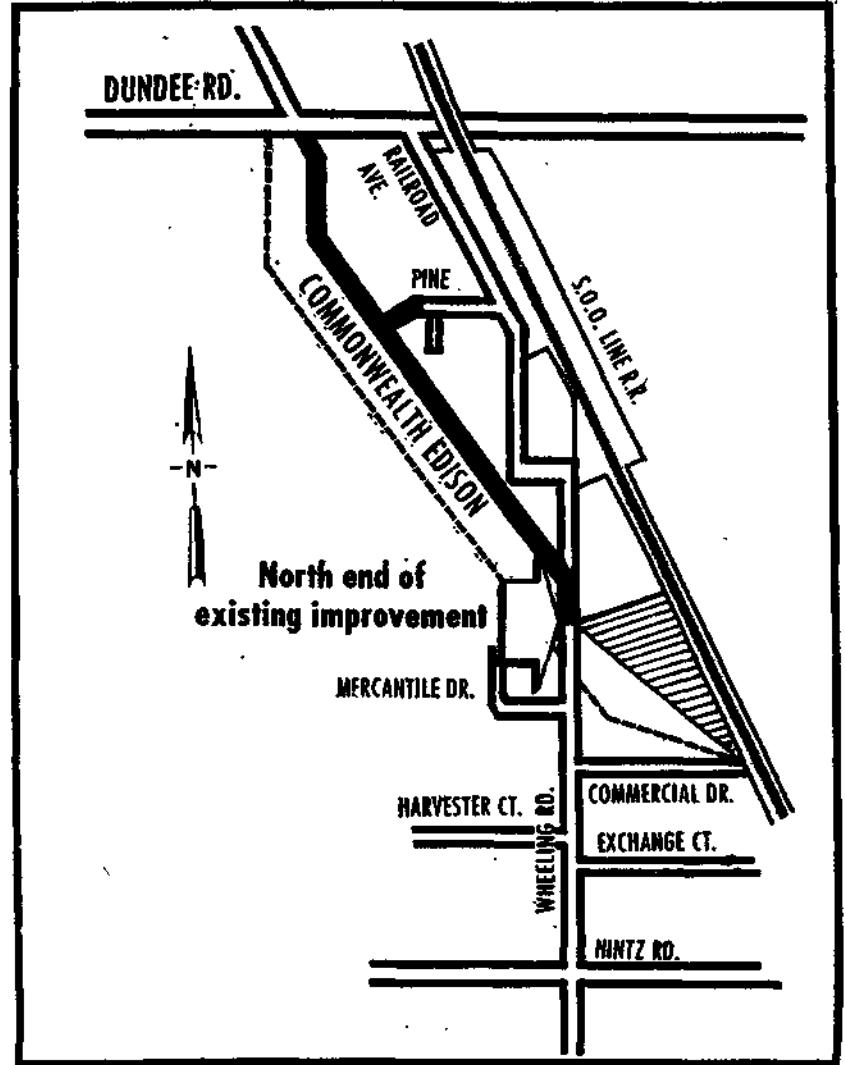 DUNDEE RD.
RAILROAD
AVE.
PINE
S.O.O. LINE R.R.
COMMONWEALTH EDISON
-N-
North end of
existing improvement
MERCANTILE DR.
HARVESTER CT.
WHEELING RD.
COMMERCIAL DR.
EXCHANGE CT.
HINTZ RD.